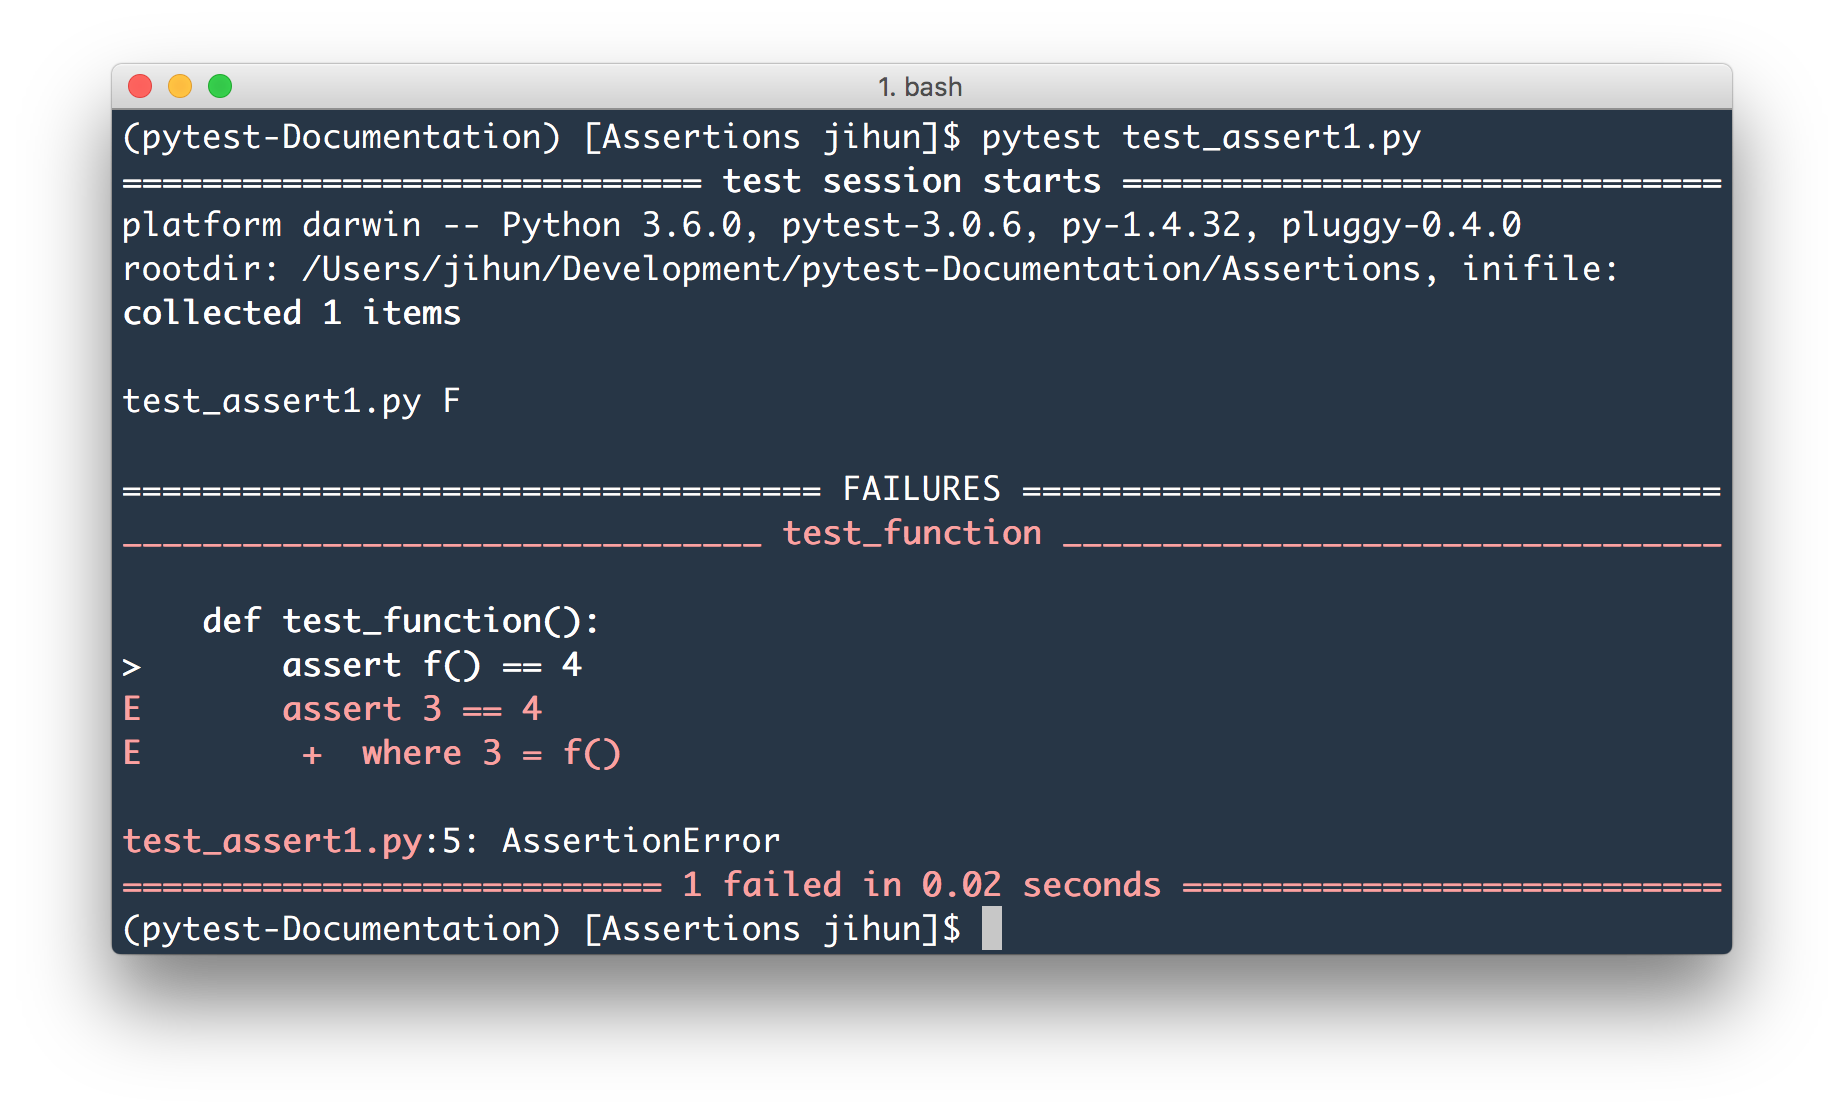 1. bash
(pytest-Documentation) [Assertions jihun]$ pytest test_assert1.py
============================= test session starts ==============================
platform darwin -- Python 3.6.0, pytest-3.0.6, py-1.4.32, pluggy-0.4.0
rootdir: /Users/jihun/Development/pytest-Documentation/Assertions, inifile:
collected 1 items
test_assert1.py F
=================================== FAILURES ===================================
________________________________ test_function _________________________________
    def test_function():
>       assert f() == 4
E       assert 3 == 4
E        +  where 3 = f()
test_assert1.py:5: AssertionError
=========================== 1 failed in 0.02 seconds ===========================
(pytest-Documentation) [Assertions jihun]$